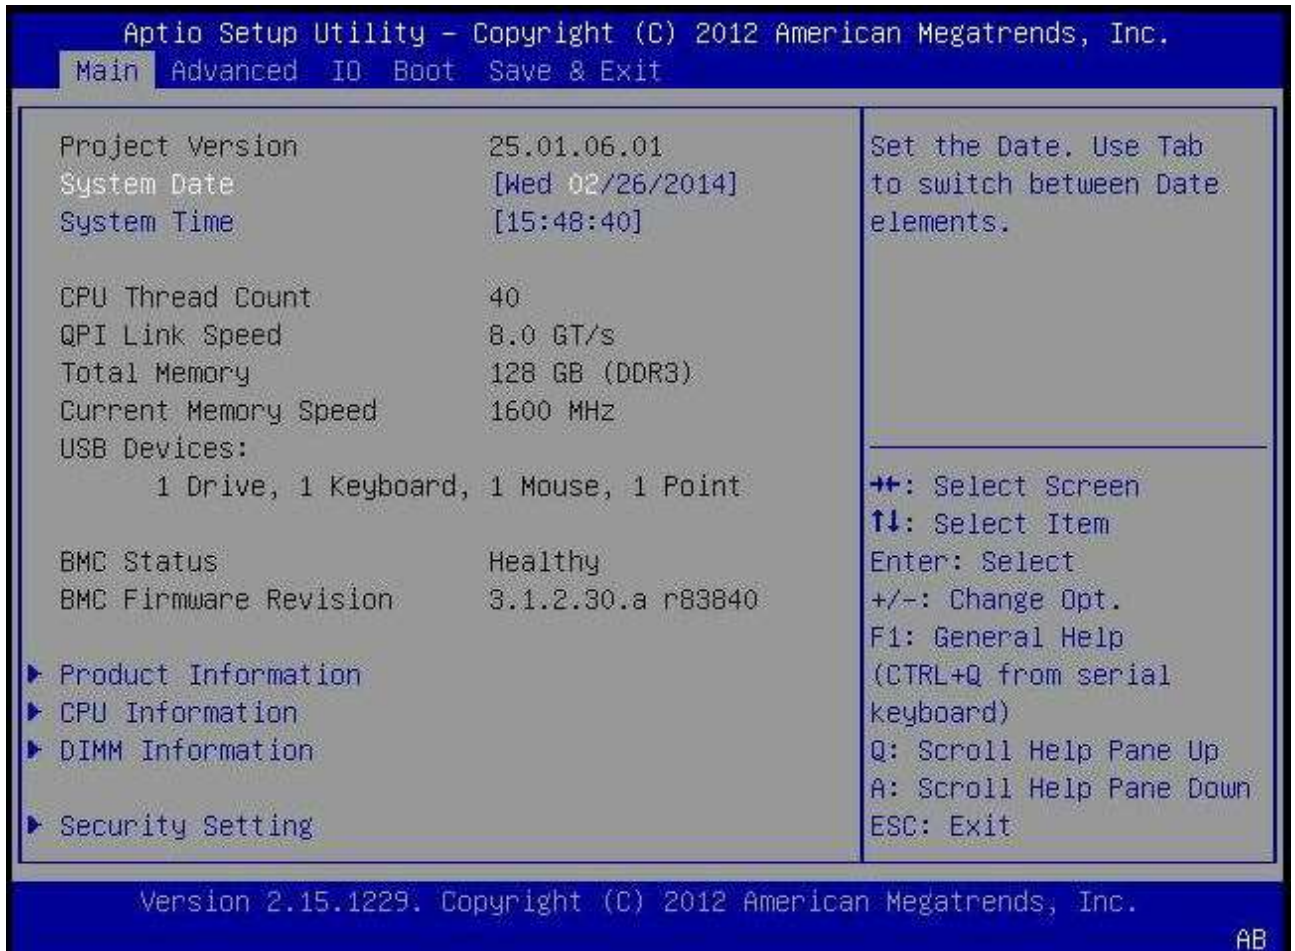 Aptio Setup Utility – Copyright (C) 2012 American Megatrends, Inc.
Main Advanced IO Boot Save & Exit
Project Version 25.01.06.01
System Date [Wed 02/26/2014]
System Time [15:48:40]
CPU Thread Count 40
QPI Link Speed 8.0 GT/s
Total Memory 128 GB (DDR3)
Current Memory Speed 1600 MHz
USB Devices:
1 Drive, 1 Keyboard, 1 Mouse, 1 Point
BMC Status Healthy
BMC Firmware Revision 3.1.2.30.a r83840
Product Information
CPU Information
DIMM Information
Security Setting
Set the Date. Use Tab
to switch between Date
elements.
→←: Select Screen
↑↓: Select Item
Enter: Select
+/-: Change Opt.
F1: General Help
(CTRL+Q from serial
keyboard)
Q: Scroll Help Pane Up
A: Scroll Help Pane Down
ESC: Exit
Version 2.15.1229. Copyright (C) 2012 American Megatrends, Inc.
AB